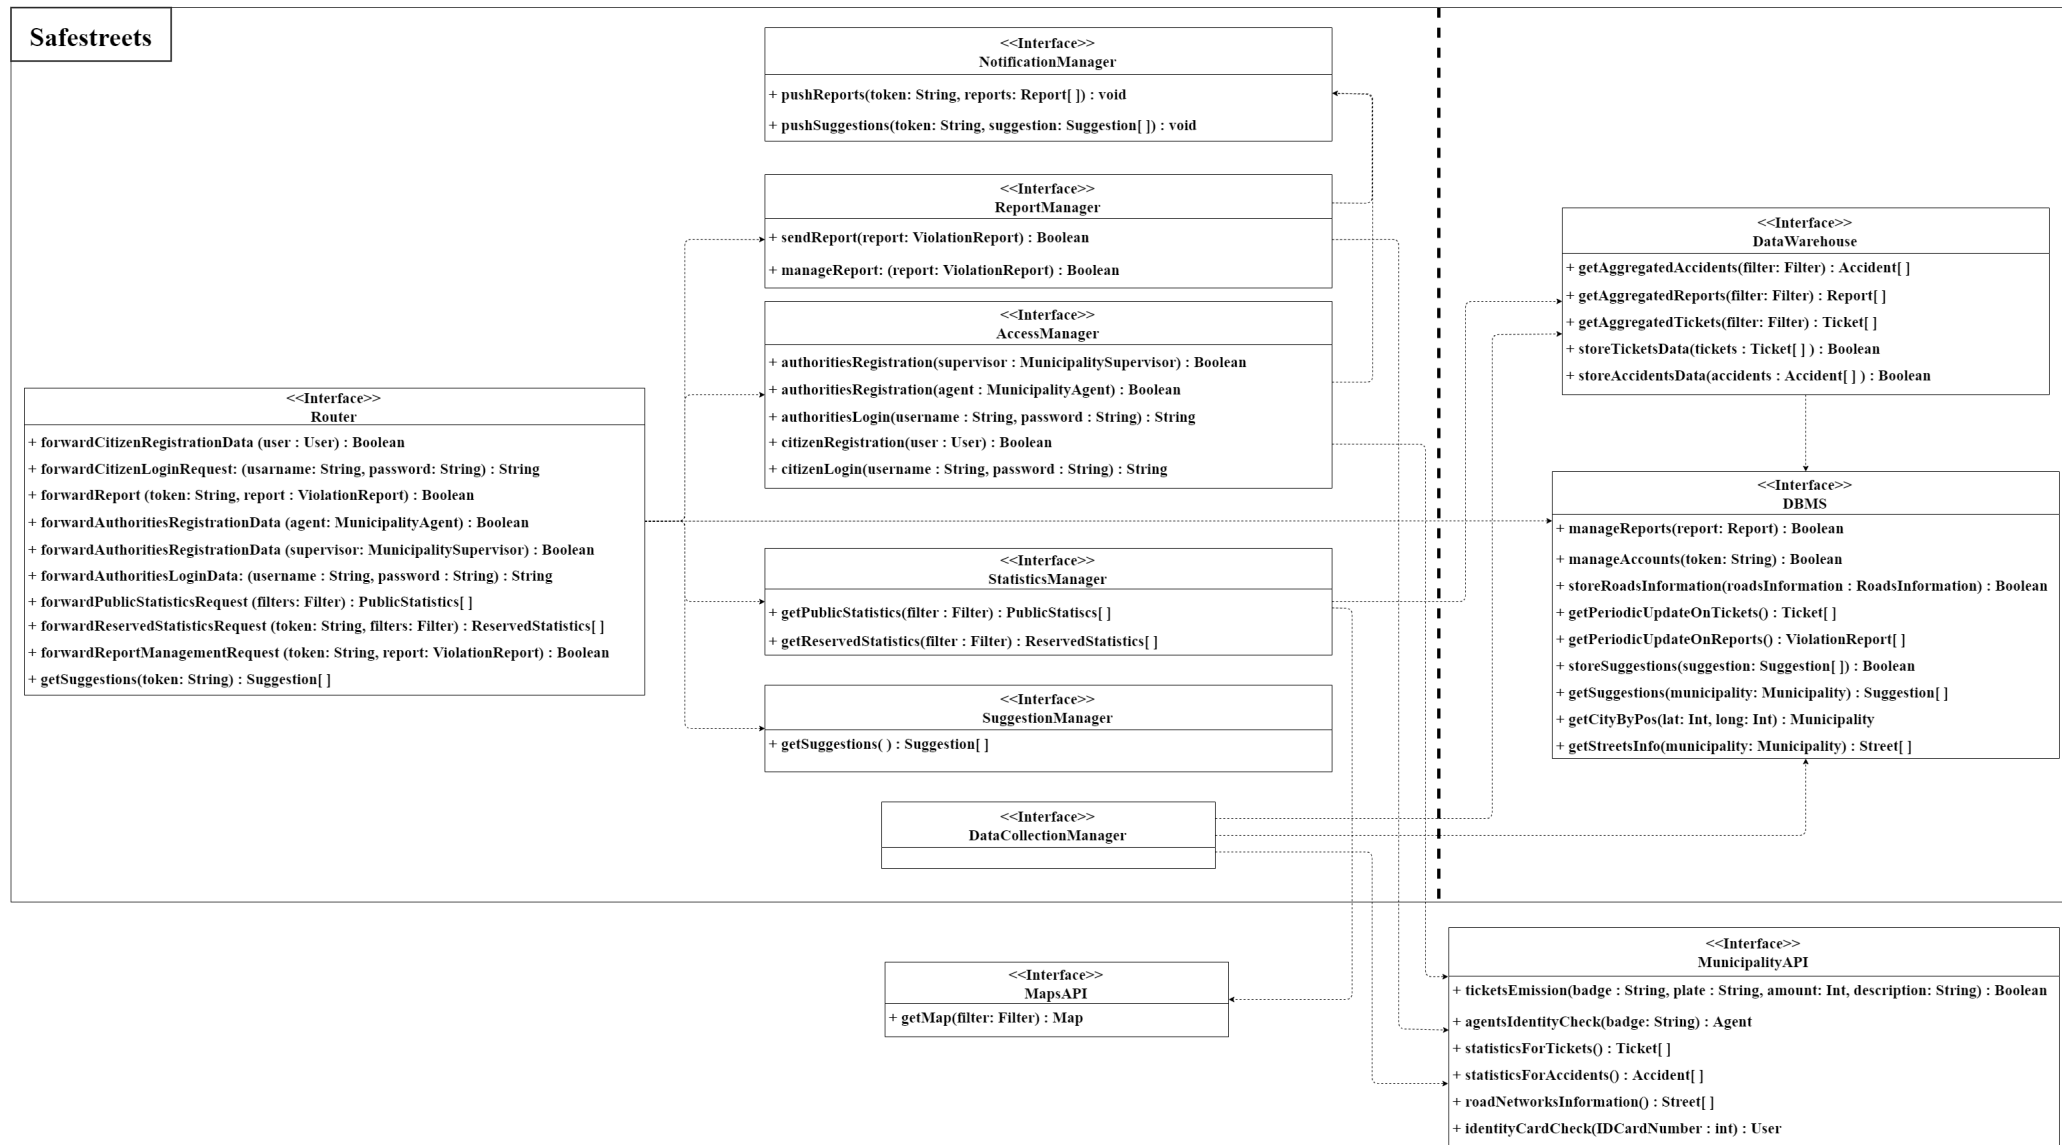 Safestreets
<<Interface>>
NotificationManager
+ pushReports(token: String, reports: Report[ ]) : void
+ pushSuggestions(token: String, suggestion: Suggestion[ ]) : void
<<Interface>>
ReportManager
+ sendReport(report: ViolationReport) : Boolean
+ manageReport: (report: ViolationReport) : Boolean
<<Interface>>
AccessManager
+ authoritiesRegistration(supervisor : MunicipalitySupervisor) : Boolean
+ authoritiesRegistration(agent : MunicipalityAgent) : Boolean
+ authoritiesLogin(username : String, password : String) : String
+ citizenRegistration(user : User) : Boolean
+ citizenLogin(username : String, password : String) : String
<<Interface>>
Router
+ forwardCitizenRegistrationData (user : User) : Boolean
+ forwardCitizenLoginRequest: (usarname: String, password: String) : String
+ forwardReport (token: String, report : ViolationReport) : Boolean
+ forwardAuthoritiesRegistrationData (agent: MunicipalityAgent) : Boolean
+ forwardAuthoritiesRegistrationData (supervisor: MunicipalitySupervisor) : Boolean
+ forwardAuthoritiesLoginData: (username : String, password : String) : String
+ forwardPublicStatisticsRequest (filters: Filter) : PublicStatistics[ ]
+ forwardReservedStatisticsRequest (token: String, filters: Filter) : ReservedStatistics[ ]
+ forwardReportManagementRequest (token: String, report: ViolationReport) : Boolean
+ getSuggestions(token: String) : Suggestion[ ]
<<Interface>>
StatisticsManager
+ getPublicStatistics(filter : Filter) : PublicStatiscs[ ]
+ getReservedStatistics(filter : Filter) : ReservedStatistics[ ]
<<Interface>>
SuggestionManager
+ getSuggestions( ) : Suggestion[ ]
<<Interface>>
DataCollectionManager
<<Interface>>
DataWarehouse
+ getAggregatedAccidents(filter: Filter) : Accident[ ]
+ getAggregatedReports(filter: Filter) : Report[ ]
+ getAggregatedTickets(filter: Filter) : Ticket[ ]
+ storeTicketsData(tickets : Ticket[ ] ) : Boolean
+ storeAccidentsData(accidents : Accident[ ] ) : Boolean
<<Interface>>
DBMS
+ manageReports(report: Report) : Boolean
+ manageAccounts(token: String) : Boolean
+ storeRoadsInformation(roadsInformation : RoadsInformation) : Boolean
+ getPeriodicUpdateOnTickets() : Ticket[ ]
+ getPeriodicUpdateOnReports() : ViolationReport[ ]
+ storeSuggestions(suggestion: Suggestion[ ]) : Boolean
+ getSuggestions(municipality: Municipality) : Suggestion[ ]
+ getCityByPos(lat: Int, long: Int) : Municipality
+ getStreetsInfo(municipality: Municipality) : Street[ ]
<<Interface>>
MapsAPI
+ getMap(filter: Filter) : Map
<<Interface>>
MunicipalityAPI
+ ticketsEmission(badge : String, plate : String, amount: Int, description: String) : Boolean
+ agentsIdentityCheck(badge: String) : Agent
+ statisticsForTickets() : Ticket[ ]
+ statisticsForAccidents() : Accident[ ]
+ roadNetworksInformation() : Street[ ]
+ identityCardCheck(IDCardNumber : int) : User